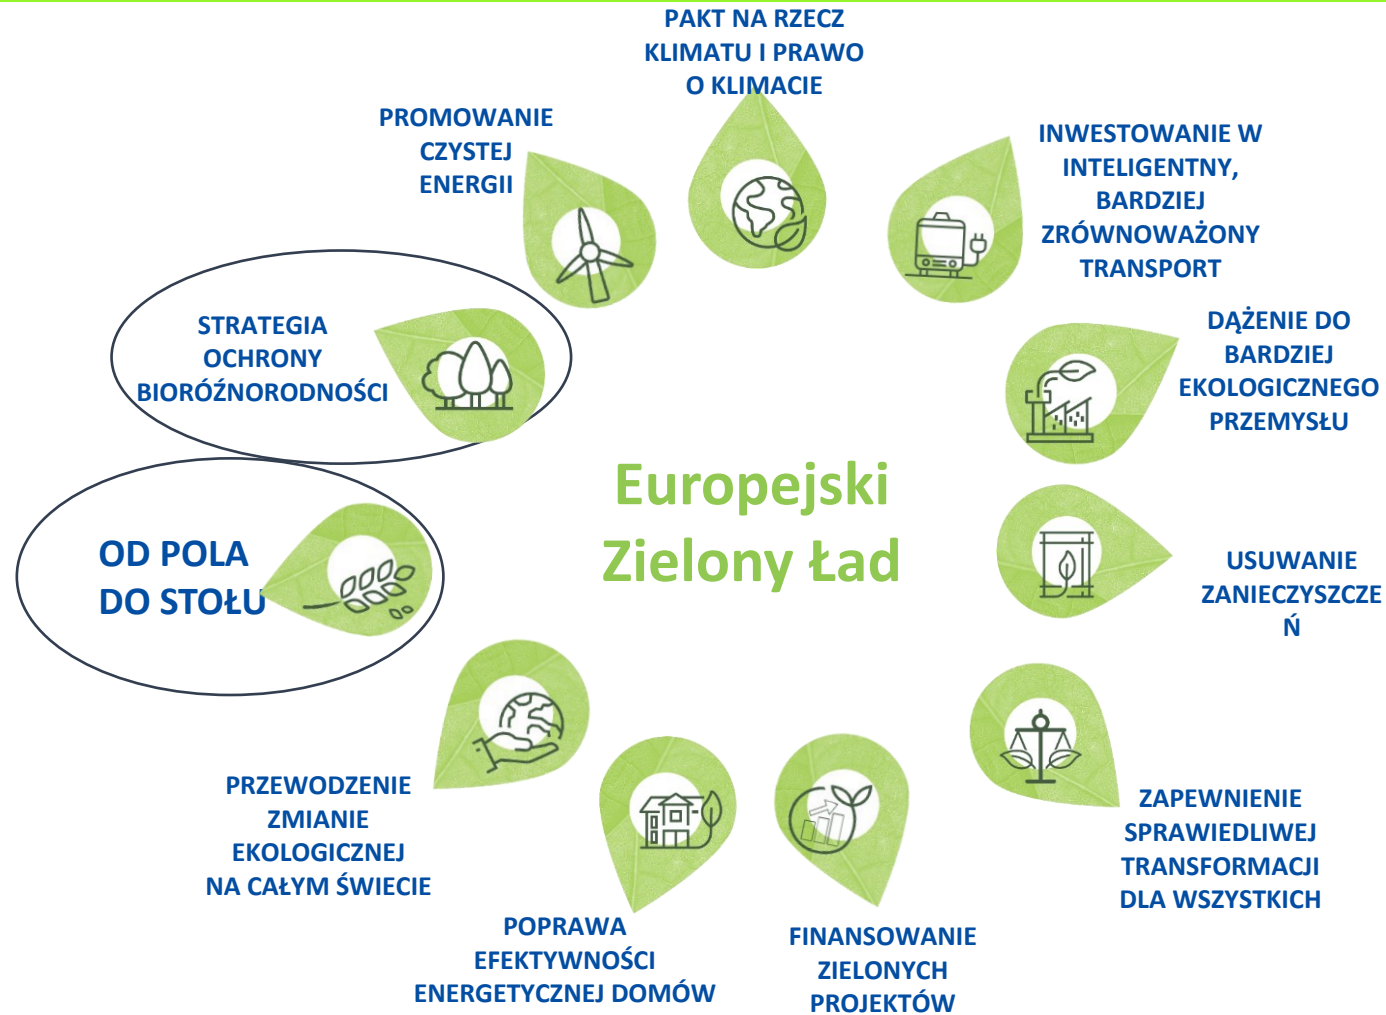 PAKT NA RZECZ
KLIMATU I PRAWO
O KLIMACIE
PROMOWANIE
CZYSTEJ
ENERGII
INWESTOWANIE W
INTELIGENTNY,
BARDZIEJ
ZRÓWNOWAŻONY
TRANSPORT
STRATEGIA
OCHRONY
BIORÓŹNORODNOŚCI
DĄŻENIE DO
BARDZIEJ
EKOLOGICZNEGO
PRZEMYSŁU
Europejski
Zielony Ład
OD POLA
DO STOŁU
USUWANIE
ZANIECZYSZCZE
Ń
PRZEWODZENIE
ZMIANIE
EKOLOGICZNEJ
NA CAŁYM ŚWIECIE
ZAPEWNIENIE
SPRAWIEDLIWEJ
TRANSFORMACJI
DLA WSZYSTKICH
POPRAWA
EFEKTYWNOŚCI
ENERGETYCZNEJ DOMÓW
FINANSOWANIE
ZIELONYCH
PROJEKTÓW